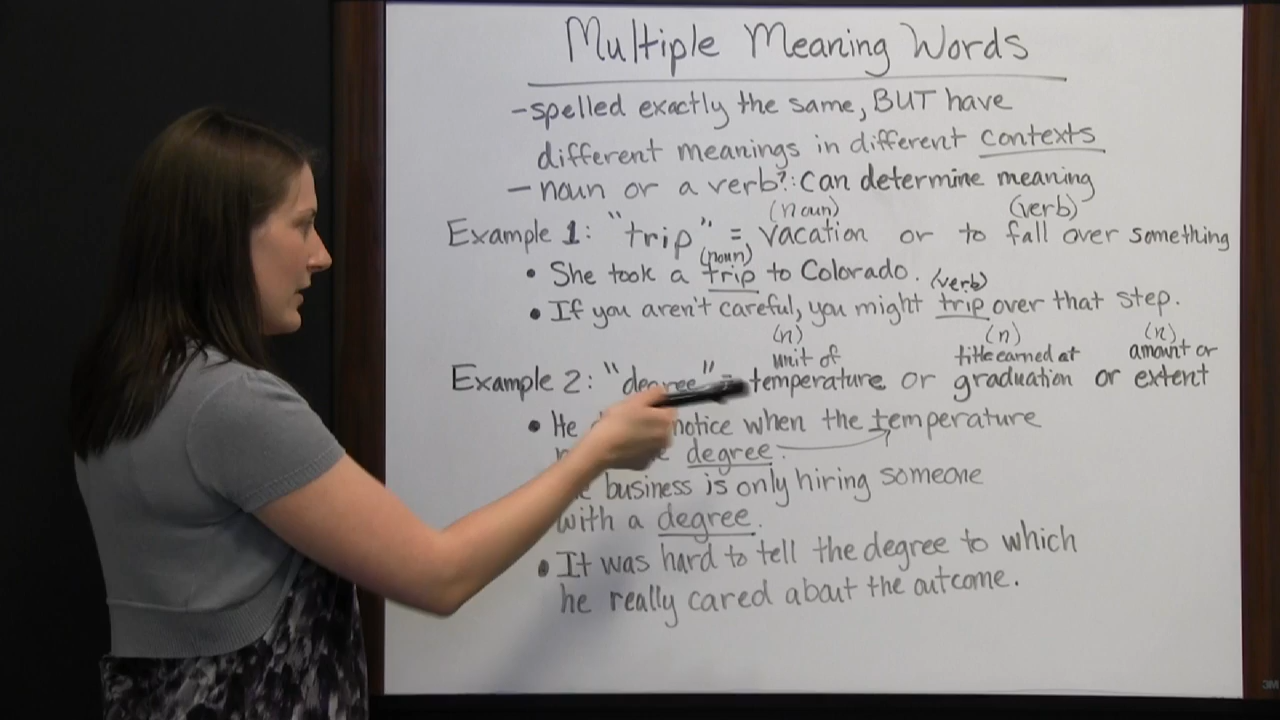 Multiple Meaning Words
-spelled exactly the same, BUT have
different meanings in different contexts
- noun or a verb?: Can determine meaning
(noun) (verb)
Example 1: "trip" = vacation or to fall over something
(noun)
• She took a trip to Colorado.
(verb)
• If you aren't careful, you might trip over that step.
(n) (n) (n)
unit of title earned at amount or
Example 2: "degree" = temperature or graduation or extent
• He notice when the temperature
degree.
business is only hiring someone
with a degree.
• It was hard to tell the degree to which
he really cared about the outcome.
3M